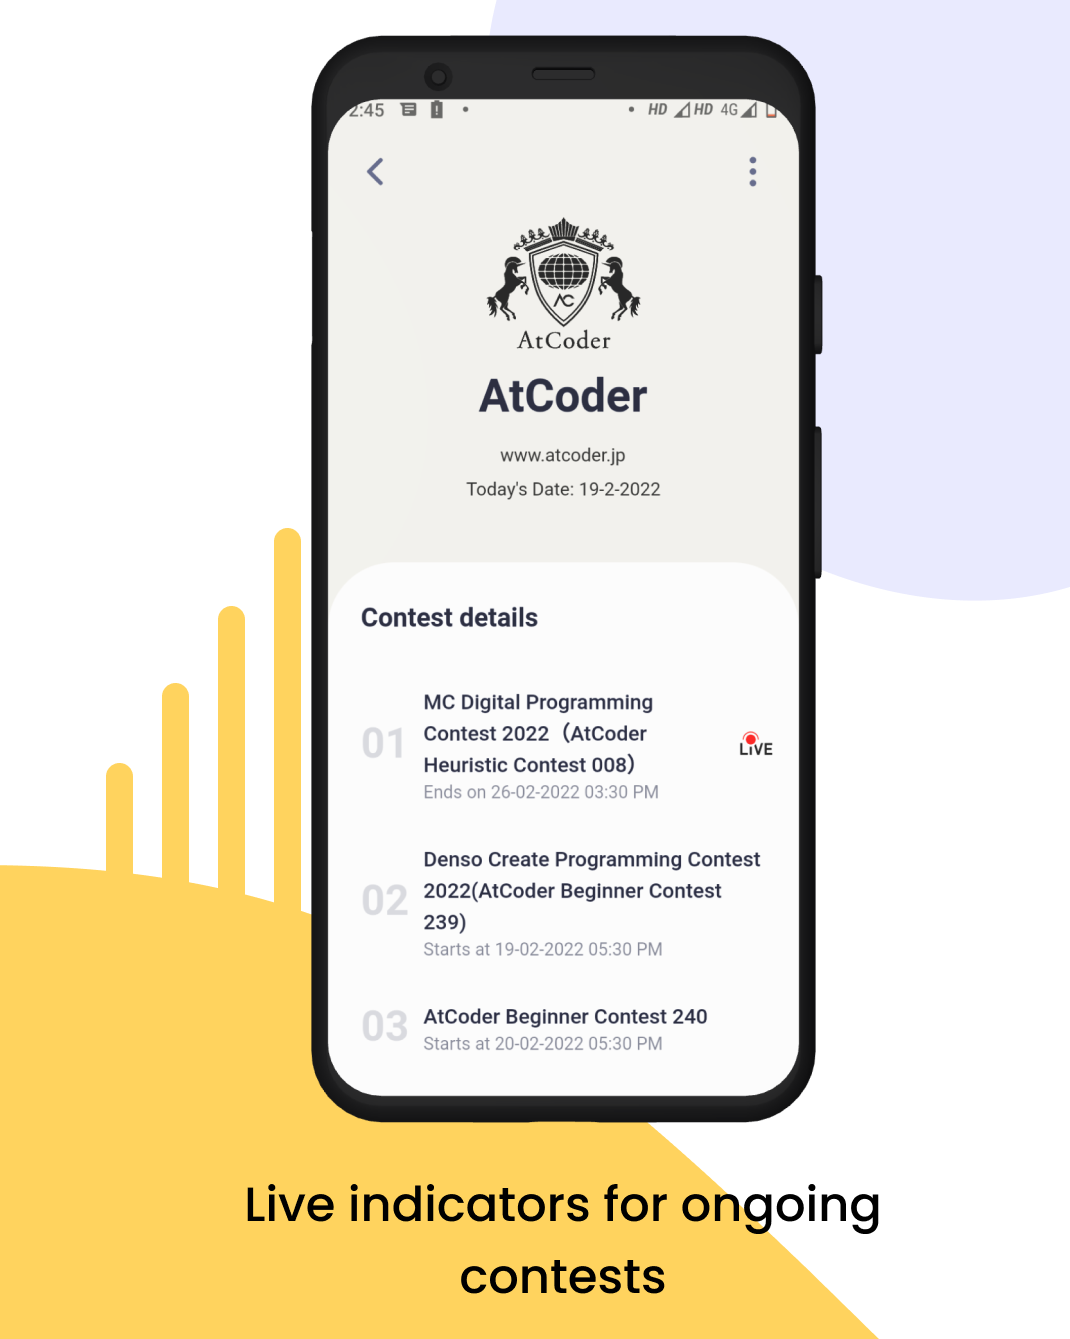 2:45 HD HD 4G
AtCoder
AtCoder
www.atcoder.jp
Today's Date: 19-2-2022
Contest details
01
MC Digital Programming
Contest 2022（AtCoder
Heuristic Contest 008）
Ends on 26-02-2022 03:30 PM
LIVE
02
Denso Create Programming Contest
2022(AtCoder Beginner Contest
239)
Starts at 19-02-2022 05:30 PM
03
AtCoder Beginner Contest 240
Starts at 20-02-2022 05:30 PM
Live indicators for ongoing
contests